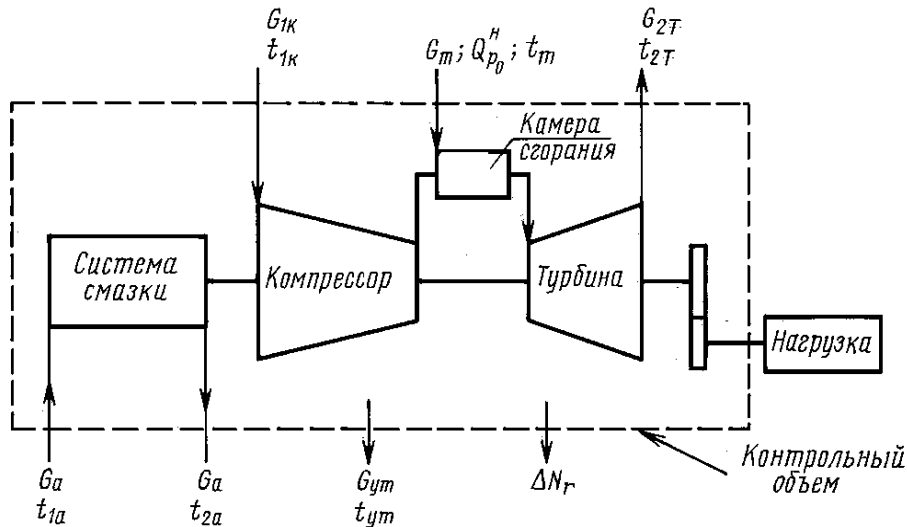 G1к
t1к
Gт; Qнр0; tт
G2т
t2т
Камера
сгорания
Система
смазки
Компрессор
Турбина
Нагрузка
Контрольный
объем
Gа
t1а
Gа
t2а
Gут
tут
ΔNг